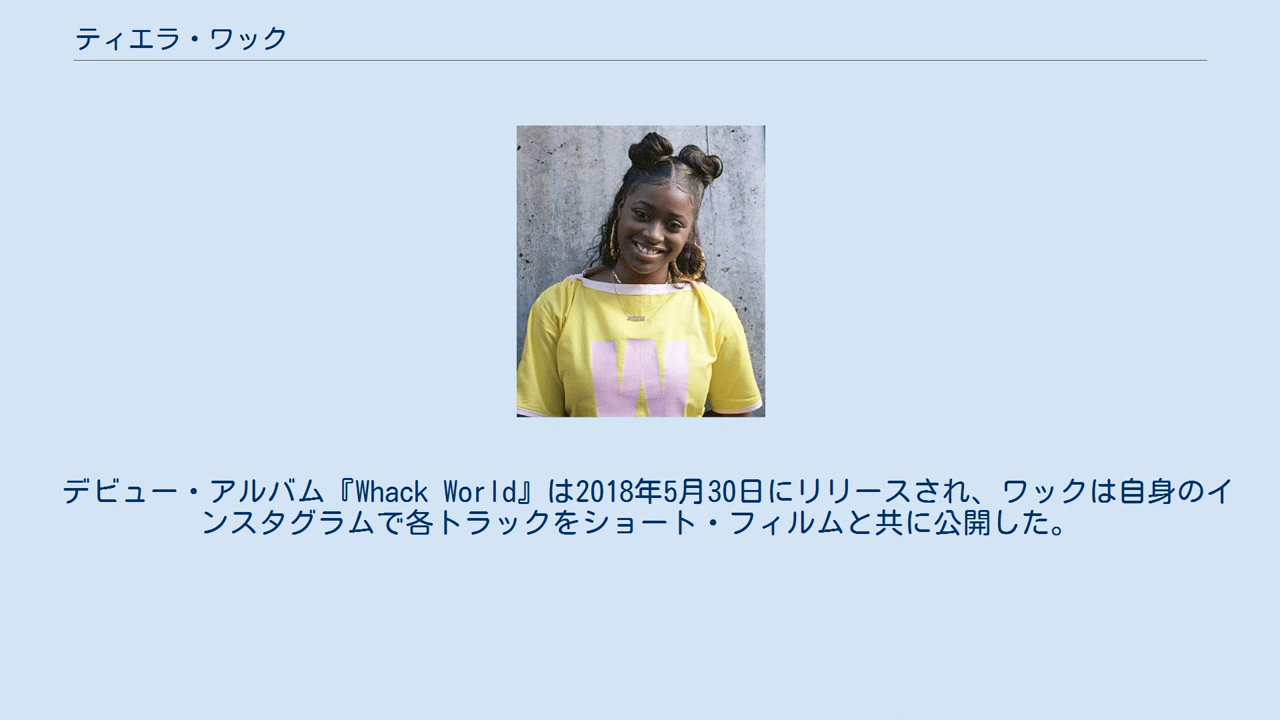 ティエラ・ワック
W
デビュー・アルバム『Whack World』は2018年5月30日にリリースされ、ワックは自身のイ
ンスタグラムで各トラックをショート・フィルムと共に公開した。